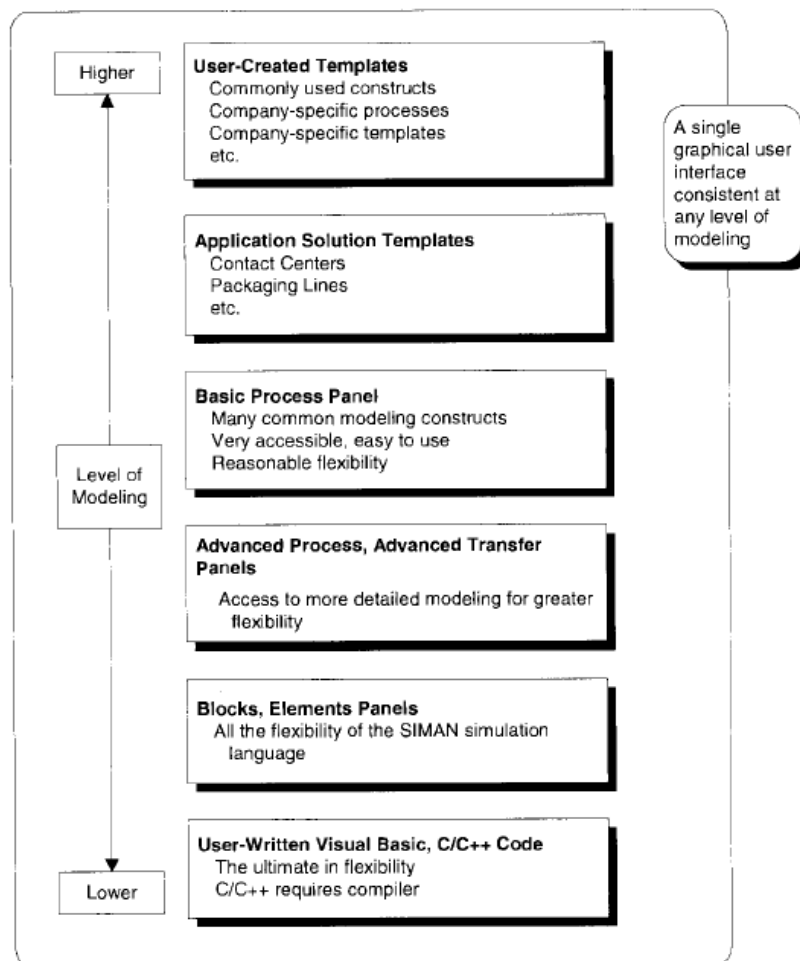 Higher
User-Created Templates
Commonly used constructs
Company-specific processes
Company-specific templates
etc.
A single
graphical user
interface
consistent at
any level of
modeling
Application Solution Templates
Contact Centers
Packaging Lines
etc.
Basic Process Panel
Many common modeling constructs
Very accessible, easy to use
Reasonable flexibility
Level of
Modeling
Advanced Process, Advanced Transfer
Panels
Access to more detailed modeling for greater
flexibility
Blocks, Elements Panels
All the flexibility of the SIMAN simulation
language
User-Written Visual Basic, C/C++ Code
The ultimate in flexibility
C/C++ requires compiler
Lower